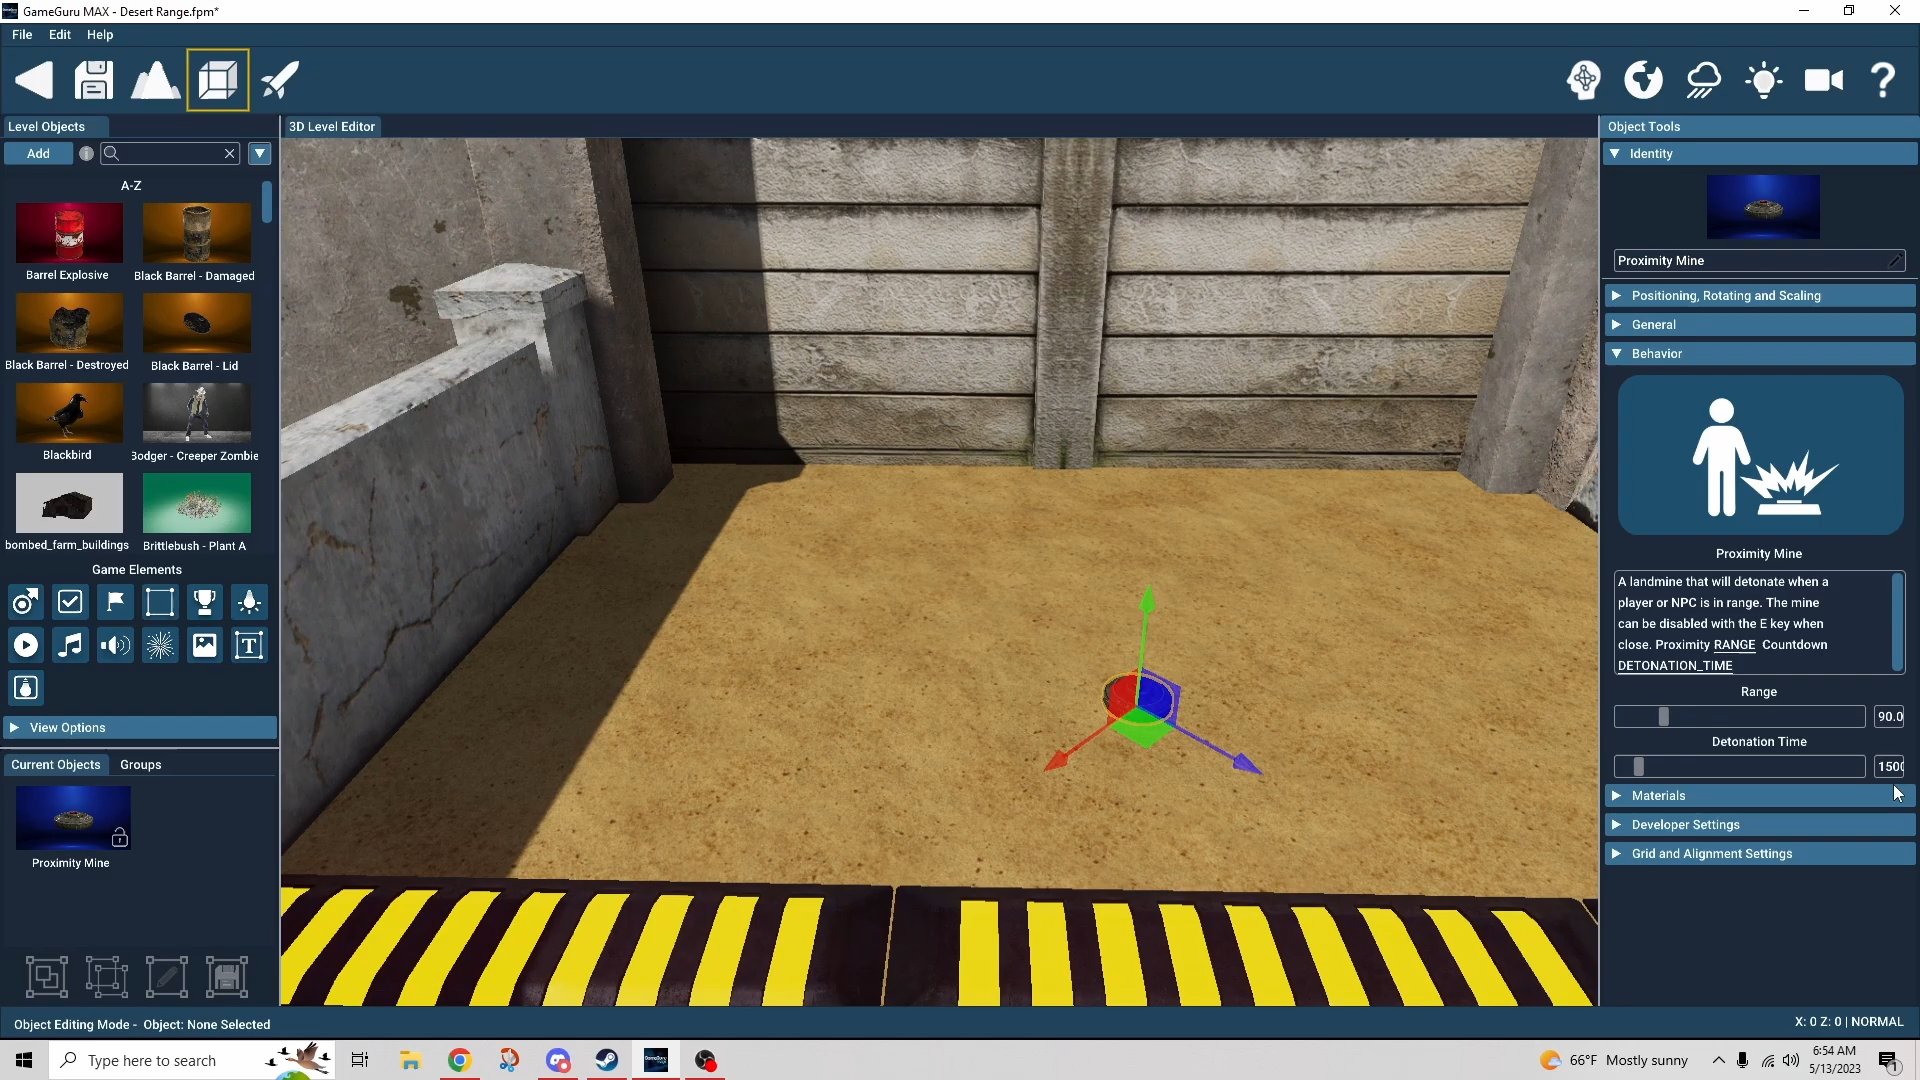 GameGuru MAX - Desert Range.fpm*
File Edit Help
Level Objects
3D Level Editor
Object Tools
Add
Identity
A-Z
Barrel Explosive
Black Barrel - Damaged
Proximity Mine
Positioning, Rotating and Scaling
General
Behavior
Black Barrel - Destroyed
Black Barrel - Lid
Blackbird
Bodger - Creeper Zombie
bombed_farm_buildings
Brittlebush - Plant A
Proximity Mine
A landmine that will detonate when a
player or NPC is in range. The mine
can be disabled with the E key when
close. Proximity RANGE Countdown
DETONATION_TIME
Game Elements
T
Range
90.0
View Options
Detonation Time
1500
Current Objects
Groups
Materials
Developer Settings
Grid and Alignment Settings
Proximity Mine
Object Editing Mode - Object: None Selected
X: 0 Z: 0 | NORMAL
Type here to search
66°F Mostly sunny
6:54 AM
5/13/2023
1